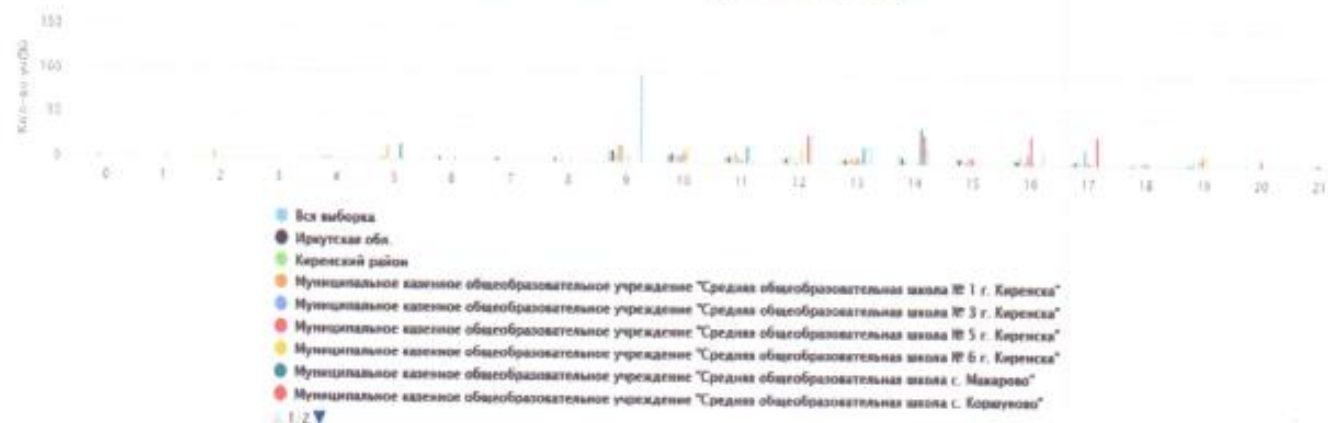 150
100
50
0
Кол-во уч(%)
0 1 2 3 4 5 6 7 8 9 10 11 12 13 14 15 16 17 18 19 20 21
Вся выборка
Иркутская обл.
Киренский район
Муниципальное казенное общеобразовательное учреждение "Средняя общеобразовательная школа № 1 г. Киренска"
Муниципальное казенное общеобразовательное учреждение "Средняя общеобразовательная школа № 3 г. Киренска"
Муниципальное казенное общеобразовательное учреждение "Средняя общеобразовательная школа № 5 г. Киренска"
Муниципальное казенное общеобразовательное учреждение "Средняя общеобразовательная школа № 6 г. Киренска"
Муниципальное казенное общеобразовательное учреждение "Средняя общеобразовательная школа с. Макарово"
Муниципальное казенное общеобразовательное учреждение "Средняя общеобразовательная школа с. Коршуново"
1/2